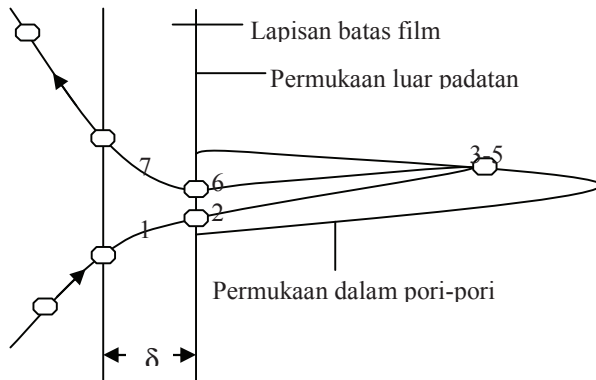 Lapisan batas film
Permukaan luar padatan
3-5
7
6
2
1
Permukaan dalam pori-pori
δ